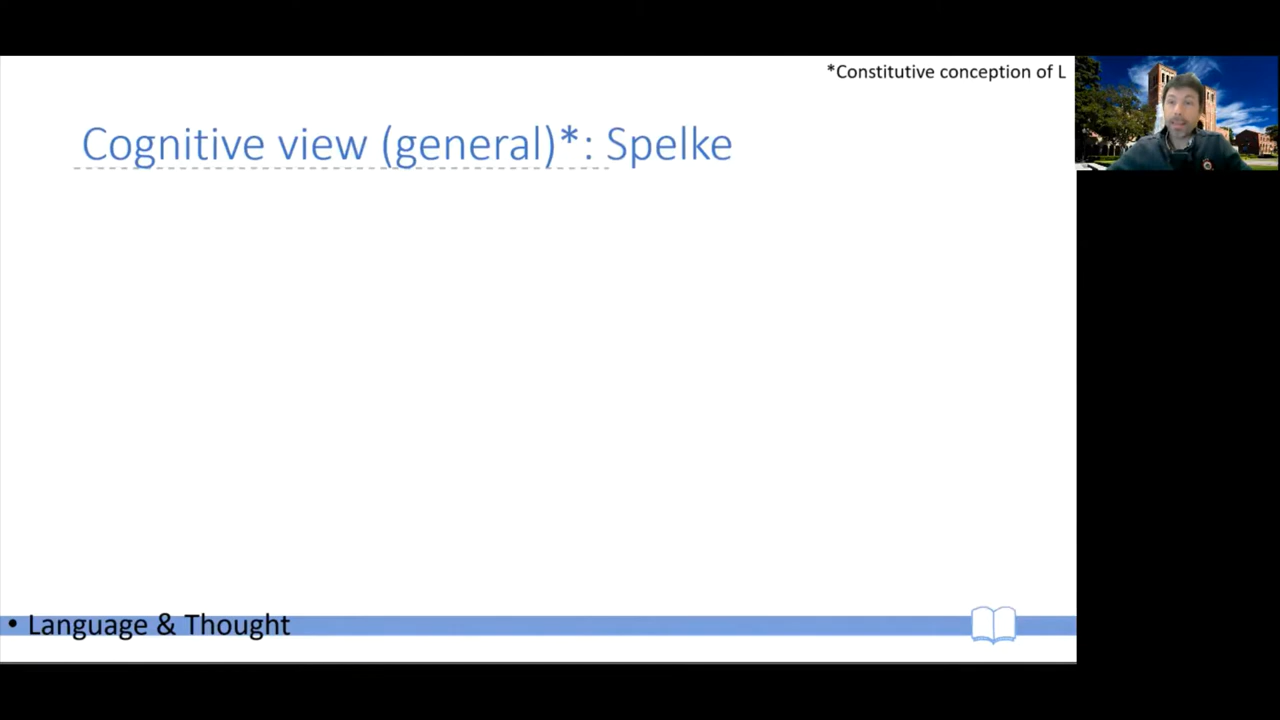 *Constitutive conception of L
Cognitive view (general)*: Spelke
• Language & Thought